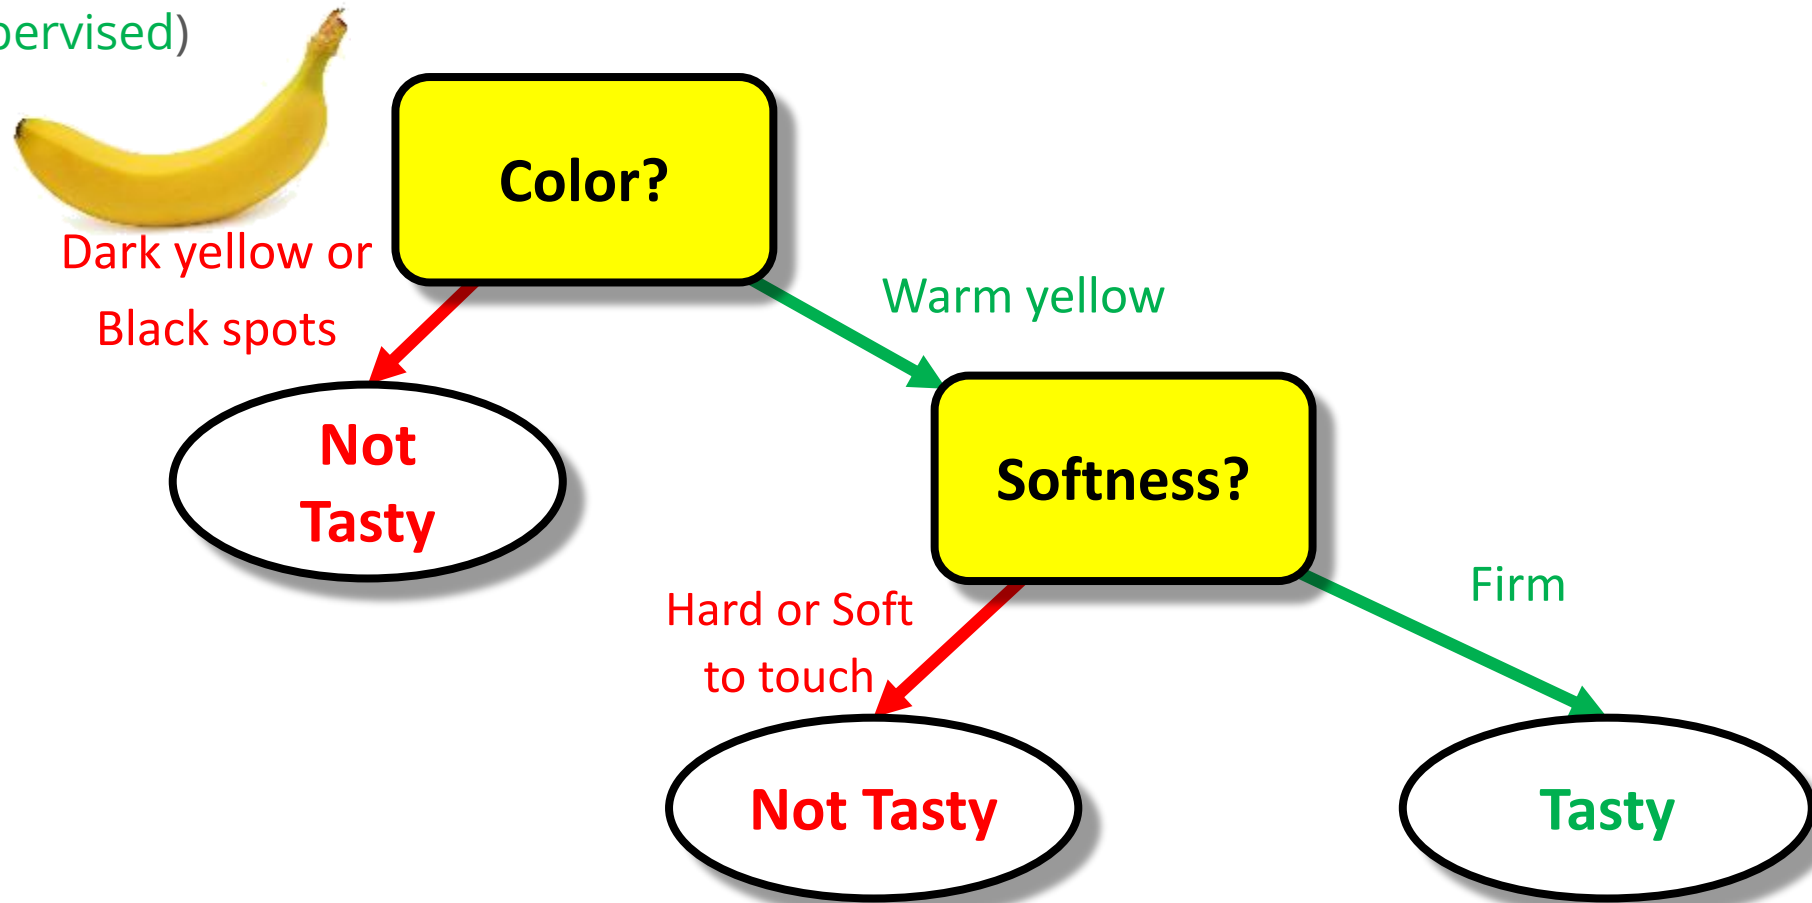 pervised)
Color?
Dark yellow or
Black spots
Warm yellow
Not
Tasty
Softness?
Hard or Soft
to touch
Firm
Not Tasty
Tasty